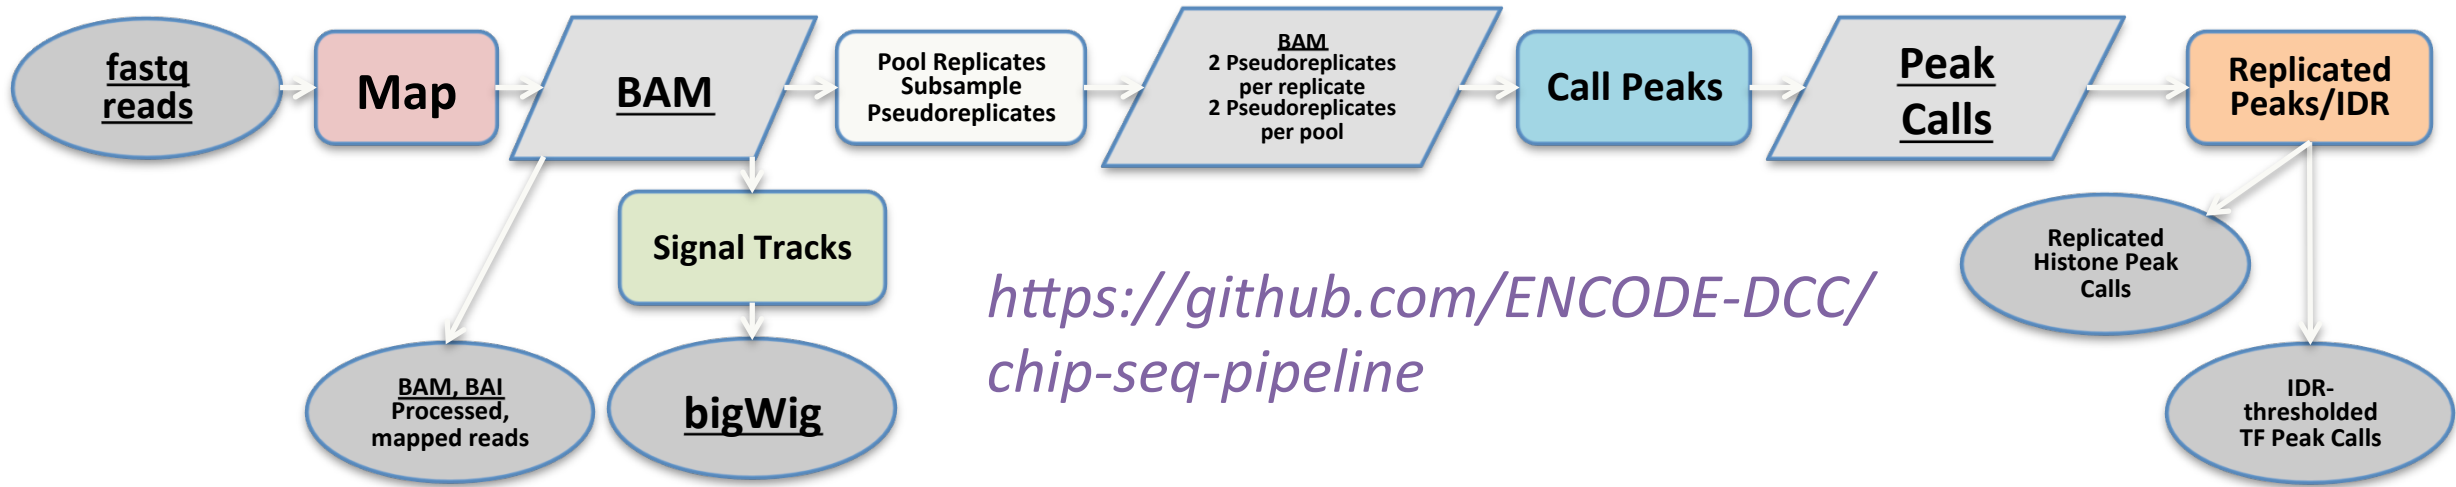 fastq
reads
Map
BAM
Pool Replicates
Subsample
Pseudoreplicates
BAM
2 Pseudoreplicates
per replicate
2 Pseudoreplicates
per pool
Call Peaks
Peak
Calls
Replicated
Peaks/IDR
Signal Tracks
BAM, BAI
Processed,
mapped reads
bigWig
https://github.com/ENCODE-DCC/
chip-seq-pipeline
Replicated
Histone Peak
Calls
IDR-
thresholded
TF Peak Calls